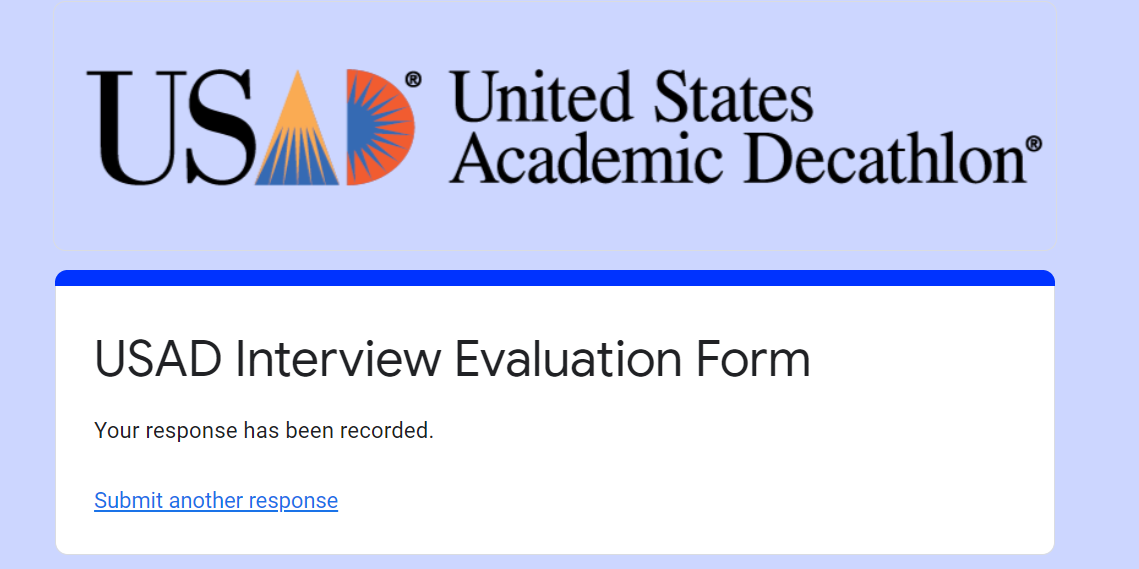 USAD® United States
Academic Decathlon®
USAD Interview Evaluation Form
Your response has been recorded.
Submit another response